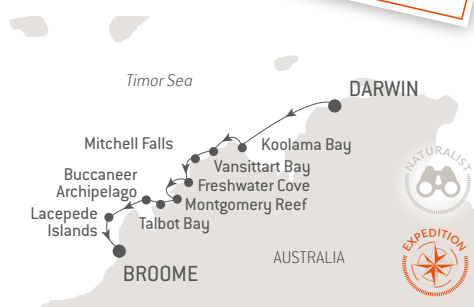 Timor Sea
DARWIN
Mitchell Falls
Koolama Bay
Vansittart Bay
Buccaneer
Archipelago
Freshwater Cove
Montgomery Reef
Lacepede
Islands
Talbot Bay
BROOME
AUSTRALIA
NATURALIST
EXPEDITION